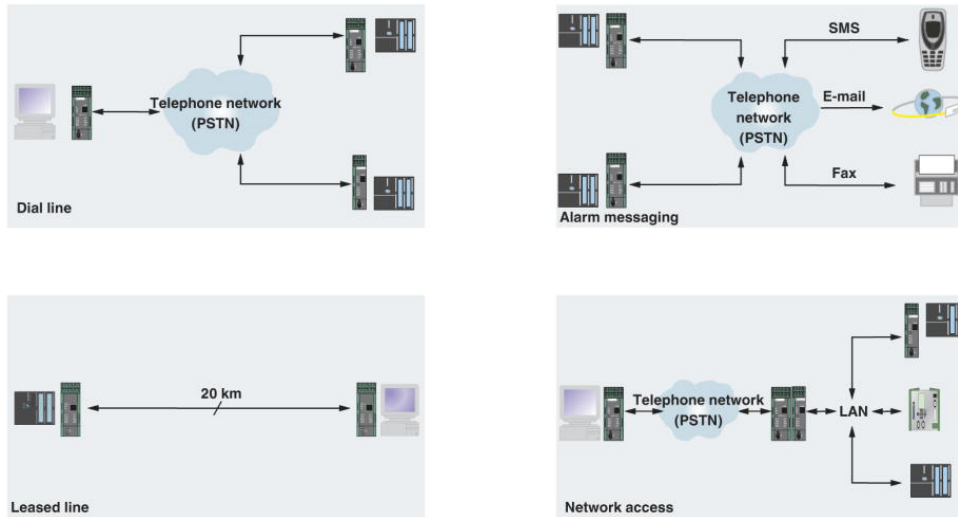 Telephone network
(PSTN)
Dial line
SMS
Telephone
network
(PSTN)
E-mail
Fax
Alarm messaging
20 km
Leased line
Telephone network
(PSTN)
LAN
Network access